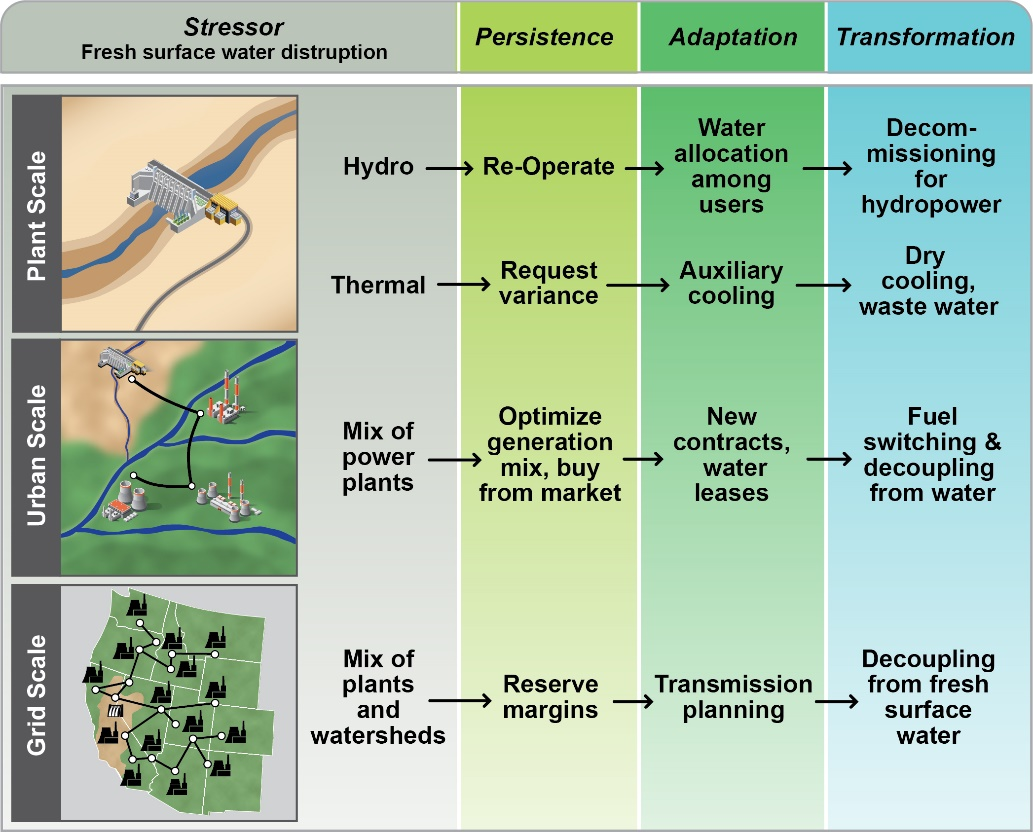 Stressor
Fresh surface water distruption
Persistence
Adaptation
Transformation
Plant Scale
Hydro
Re-Operate
Water
allocation
among
users
Decom-
missioning
for
hydropower
Thermal
Request
variance
Auxiliary
cooling
Dry
cooling,
waste water
Urban Scale
Mix of
power
plants
Optimize
generation
mix, buy
from market
New
contracts,
water
leases
Fuel
switching &
decoupling
from water
Grid Scale
Mix of
plants
and
watersheds
Reserve
margins
Transmission
planning
Decoupling
from fresh
surface
water